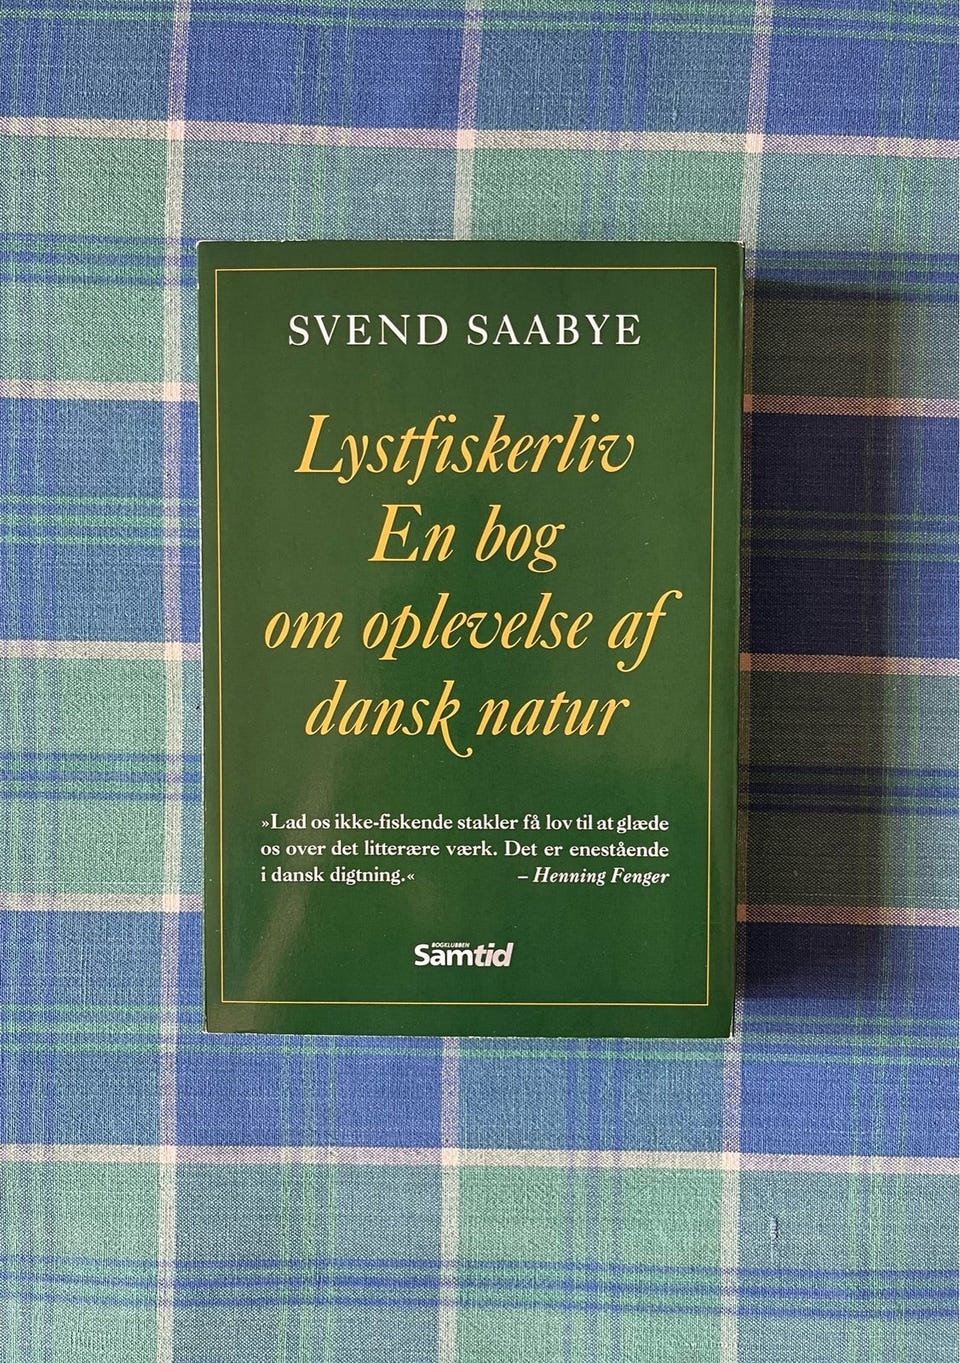 SVEND SAABYE
Lystfiskerliv
En bog
om oplevelse af
dansk natur
»Lad os ikke-fiskende stakler få lov til at glæde
os over det litterære værk. Det er enestående
i dansk digtning.« – Henning Fenger
BOGKLUBBEN
Samtid